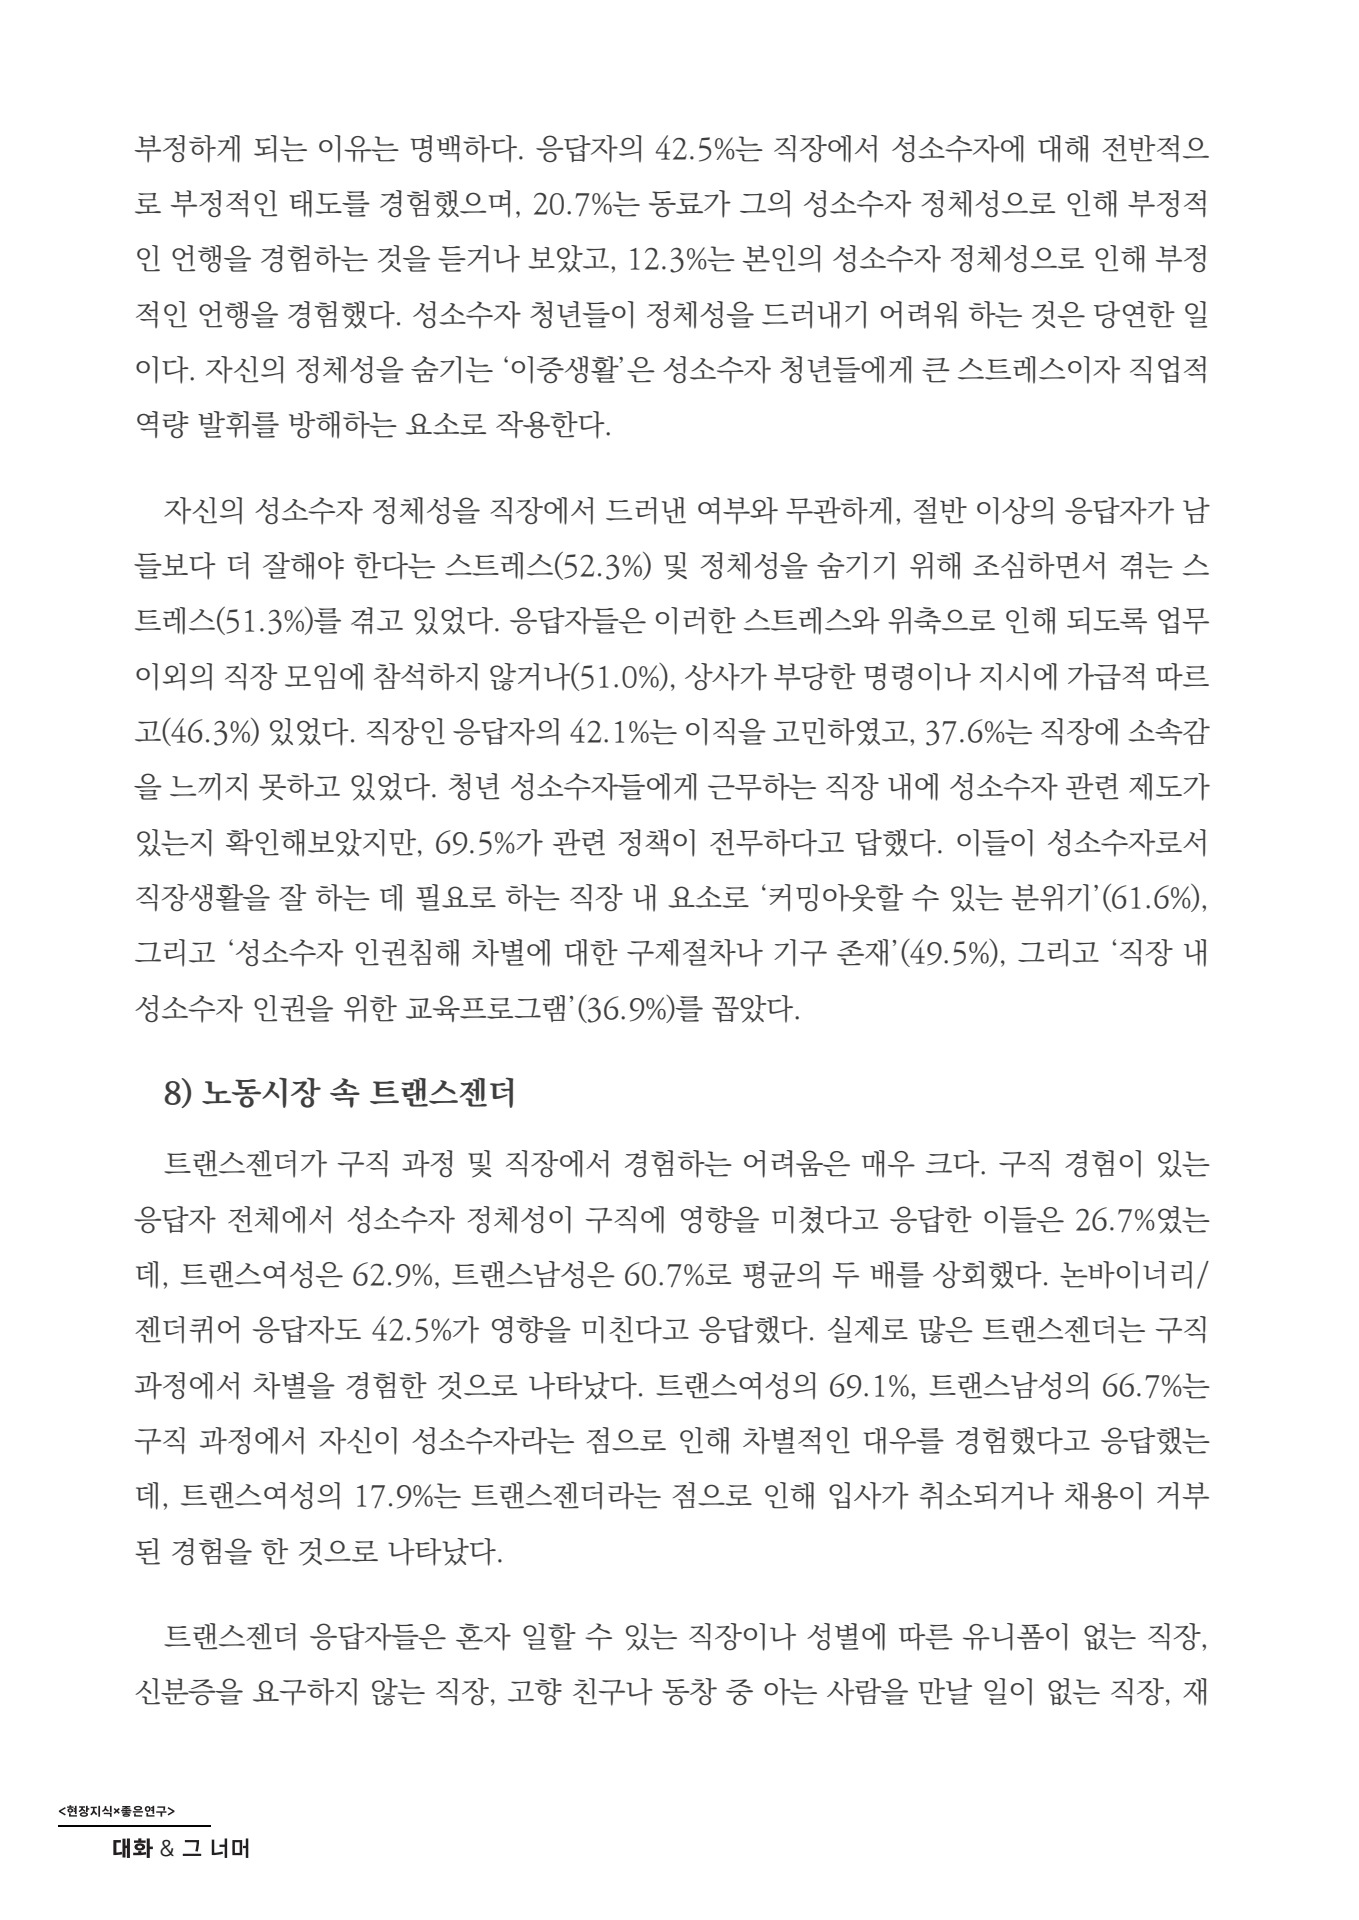 부정하게 되는 이유는 명백하다. 응답자의 42.5%는 직장에서 성소수자에 대해 전반적으
로 부정적인 태도를 경험했으며, 20.7%는 동료가 그의 성소수자 정체성으로 인해 부정적
인 언행을 경험하는 것을 듣거나 보았고, 12.3%는 본인의 성소수자 정체성으로 인해 부정
적인 언행을 경험했다. 성소수자 청년들이 정체성을 드러내기 어려워 하는 것은 당연한 일
이다. 자신의 정체성을 숨기는 ‘이중생활’은 성소수자 청년들에게 큰 스트레스이자 직업적
역량 발휘를 방해하는 요소로 작용한다.
자신의 성소수자 정체성을 직장에서 드러낸 여부와 무관하게, 절반 이상의 응답자가 남
들보다 더 잘해야 한다는 스트레스(52.3%) 및 정체성을 숨기기 위해 조심하면서 겪는 스
트레스(51.3%)를 겪고 있었다. 응답자들은 이러한 스트레스와 위축으로 인해 되도록 업무
이외의 직장 모임에 참석하지 않거나(51.0%), 상사가 부당한 명령이나 지시에 가급적 따르
고(46.3%) 있었다. 직장인 응답자의 42.1%는 이직을 고민하였고, 37.6%는 직장에 소속감
을 느끼지 못하고 있었다. 청년 성소수자들에게 근무하는 직장 내에 성소수자 관련 제도가
있는지 확인해보았지만, 69.5%가 관련 정책이 전무하다고 답했다. 이들이 성소수자로서
직장생활을 잘 하는 데 필요로 하는 직장 내 요소로 ‘커밍아웃할 수 있는 분위기’(61.6%),
그리고 ‘성소수자 인권침해 차별에 대한 구제절차나 기구 존재’(49.5%), 그리고 ‘직장 내
성소수자 인권을 위한 교육프로그램’(36.9%)를 꼽았다.
8) 노동시장 속 트랜스젠더
트랜스젠더가 구직 과정 및 직장에서 경험하는 어려움은 매우 크다. 구직 경험이 있는
응답자 전체에서 성소수자 정체성이 구직에 영향을 미쳤다고 응답한 이들은 26.7%였는
데, 트랜스여성은 62.9%, 트랜스남성은 60.7%로 평균의 두 배를 상회했다. 논바이너리/
젠더퀴어 응답자도 42.5%가 영향을 미친다고 응답했다. 실제로 많은 트랜스젠더는 구직
과정에서 차별을 경험한 것으로 나타났다. 트랜스여성의 69.1%, 트랜스남성의 66.7%는
구직 과정에서 자신이 성소수자라는 점으로 인해 차별적인 대우를 경험했다고 응답했는
데, 트랜스여성의 17.9%는 트랜스젠더라는 점으로 인해 입사가 취소되거나 채용이 거부
된 경험을 한 것으로 나타났다.
트랜스젠더 응답자들은 혼자 일할 수 있는 직장이나 성별에 따른 유니폼이 없는 직장,
신분증을 요구하지 않는 직장, 고향 친구나 동창 중 아는 사람을 만날 일이 없는 직장, 재
<현장지식×좋은연구>
대화 & 그 너머